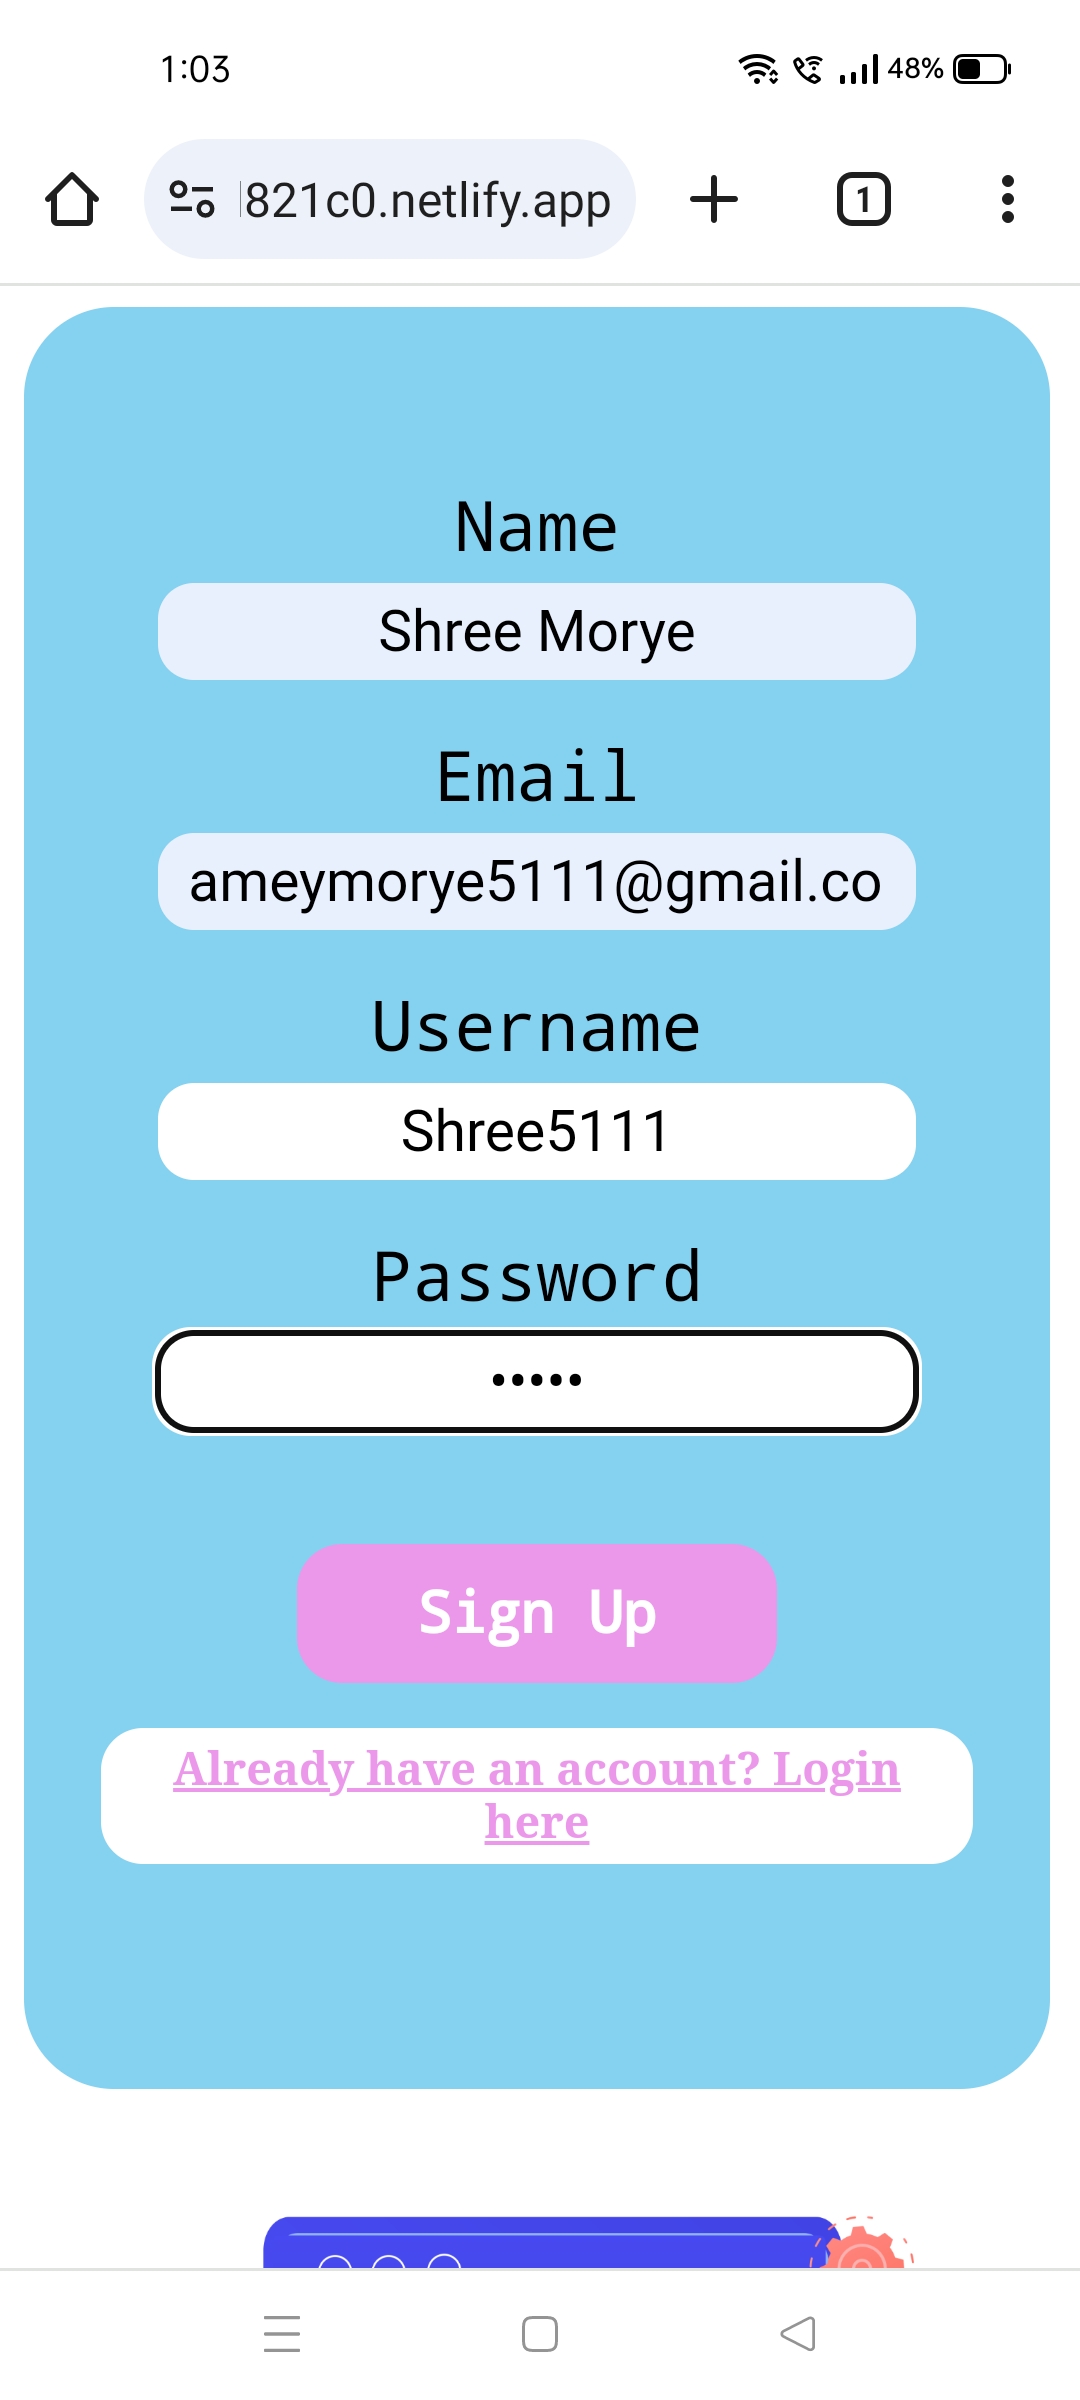 1:03
48%
821c0.netlify.app
1
Name
Shree Morye
Email
ameymorye5111@gmail.co
Username
Shree5111
Password
•••••
Sign Up
Already have an account? Login
here